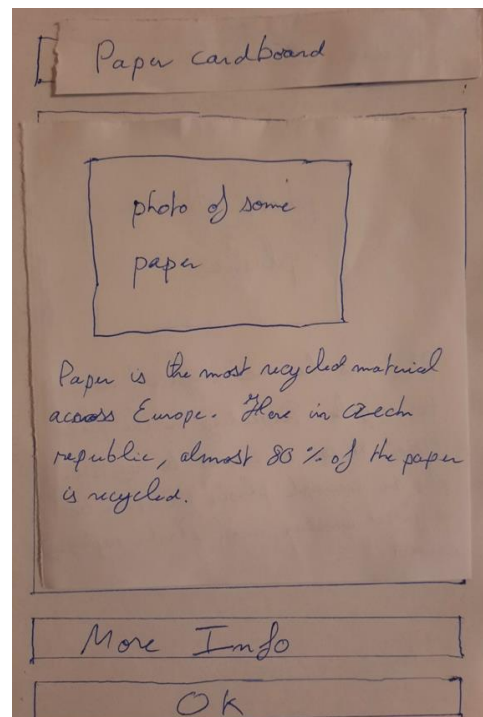 Paper cardboard
photo of some
paper
Paper is the most recycled material
across Europe. Here in Czech
republic, almost 80 % of the paper
is recycled.
More Info
OK